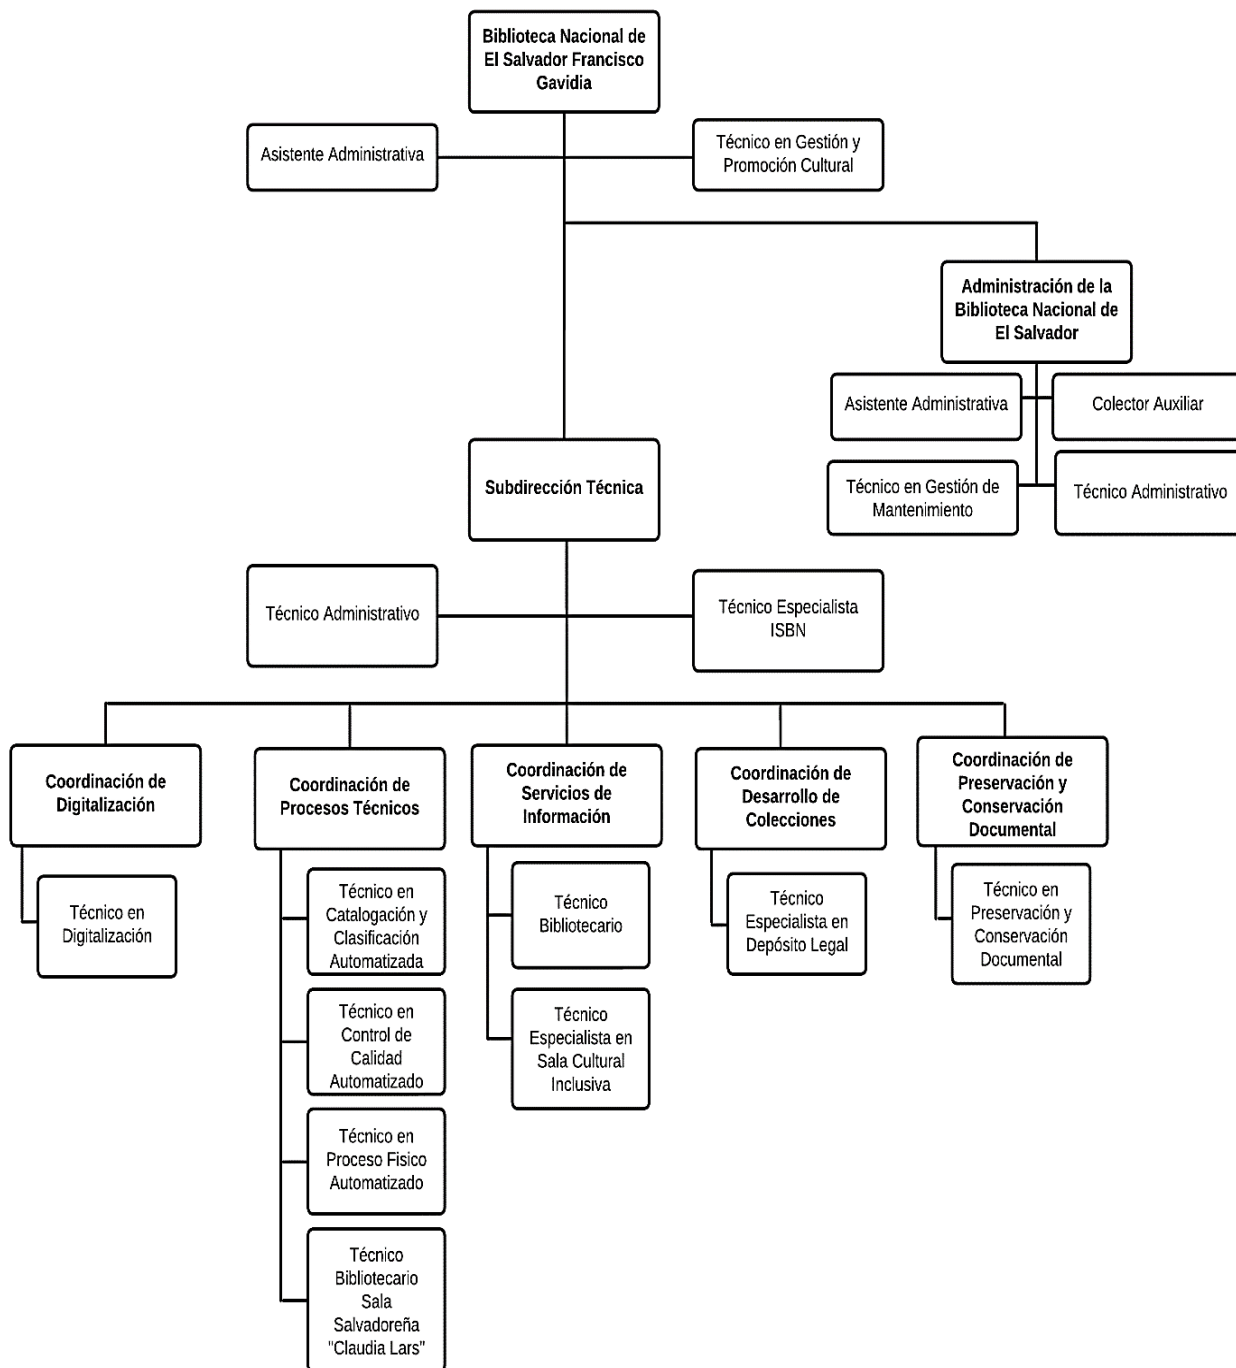 Biblioteca Nacional de
El Salvador Francisco
Gavidia
Asistente Administrativa
Técnico en Gestión y
Promoción Cultural
Administración de la
Biblioteca Nacional de
El Salvador
Asistente Administrativa
Colector Auxiliar
Técnico en Gestión de
Mantenimiento
Técnico Administrativo
Subdirección Técnica
Técnico Administrativo
Técnico Especialista
ISBN
Coordinación de
Digitalización
Técnico en
Digitalización
Coordinación de
Procesos Técnicos
Técnico en
Catalogación y
Clasificación
Automatizada
Técnico en
Control de
Calidad
Automatizado
Técnico en
Proceso Fisico
Automatizado
Técnico
Bibliotecario
Sala
Salvadoreña
"Claudia Lars"
Coordinación de
Servicios de
Información
Técnico
Bibliotecario
Técnico
Especialista en
Sala Cultural
Inclusiva
Coordinación de
Desarrollo de
Colecciones
Técnico
Especialista en
Depósito Legal
Coordinación de
Preservación y
Conservación
Documental
Técnico en
Preservación y
Conservación
Documental